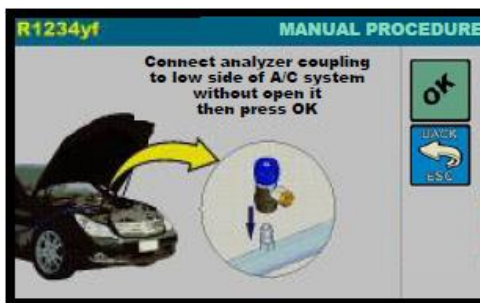 R1234yf
MANUAL PROCEDURE
Connect analyzer coupling
to low side of A/C system
without open it
then press OK
OK
BACK
ESC